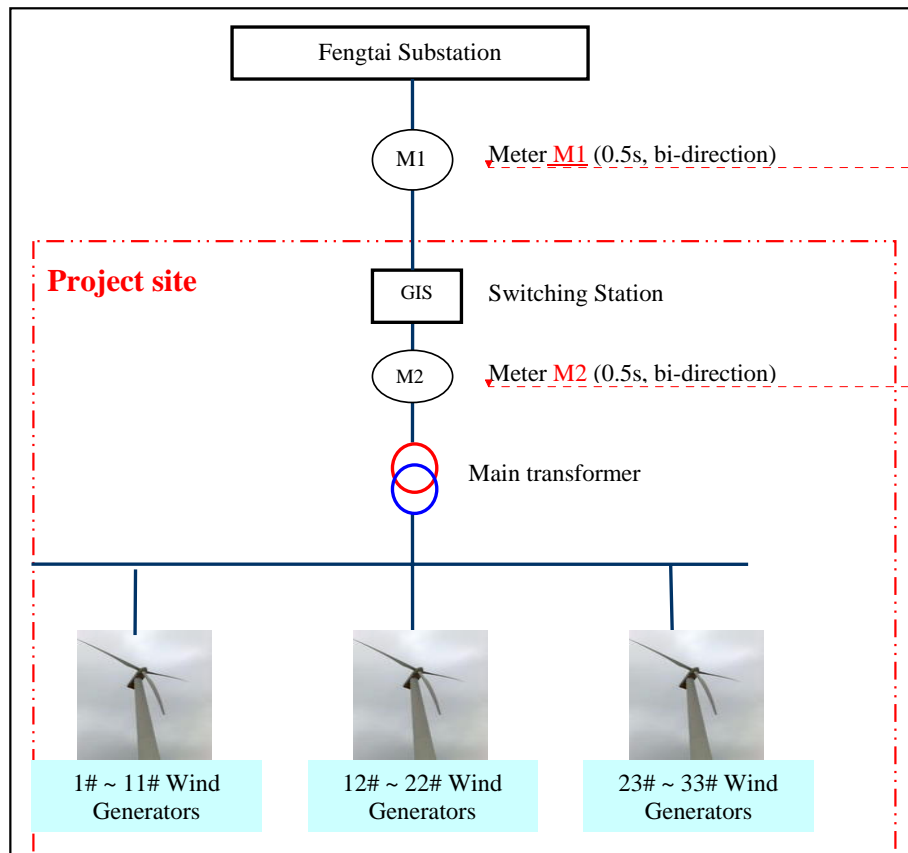 Fengtai Substation
M1
Meter M1 (0.5s, bi-direction)
Project site
GIS
Switching Station
M2
Meter M2 (0.5s, bi-direction)
Main transformer
1# ~ 11# Wind
Generators
12# ~ 22# Wind
Generators
23# ~ 33# Wind
Generators